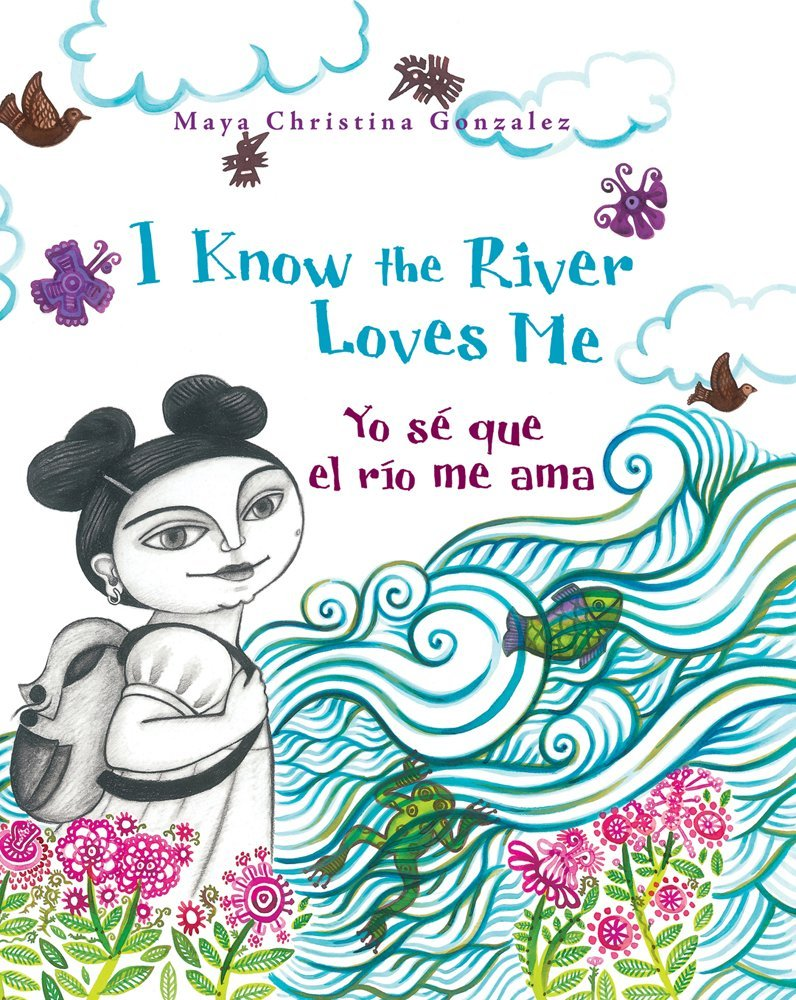 Maya Christina Gonzalez
I Know the River
Loves Me
Yo sé que
el río me ama